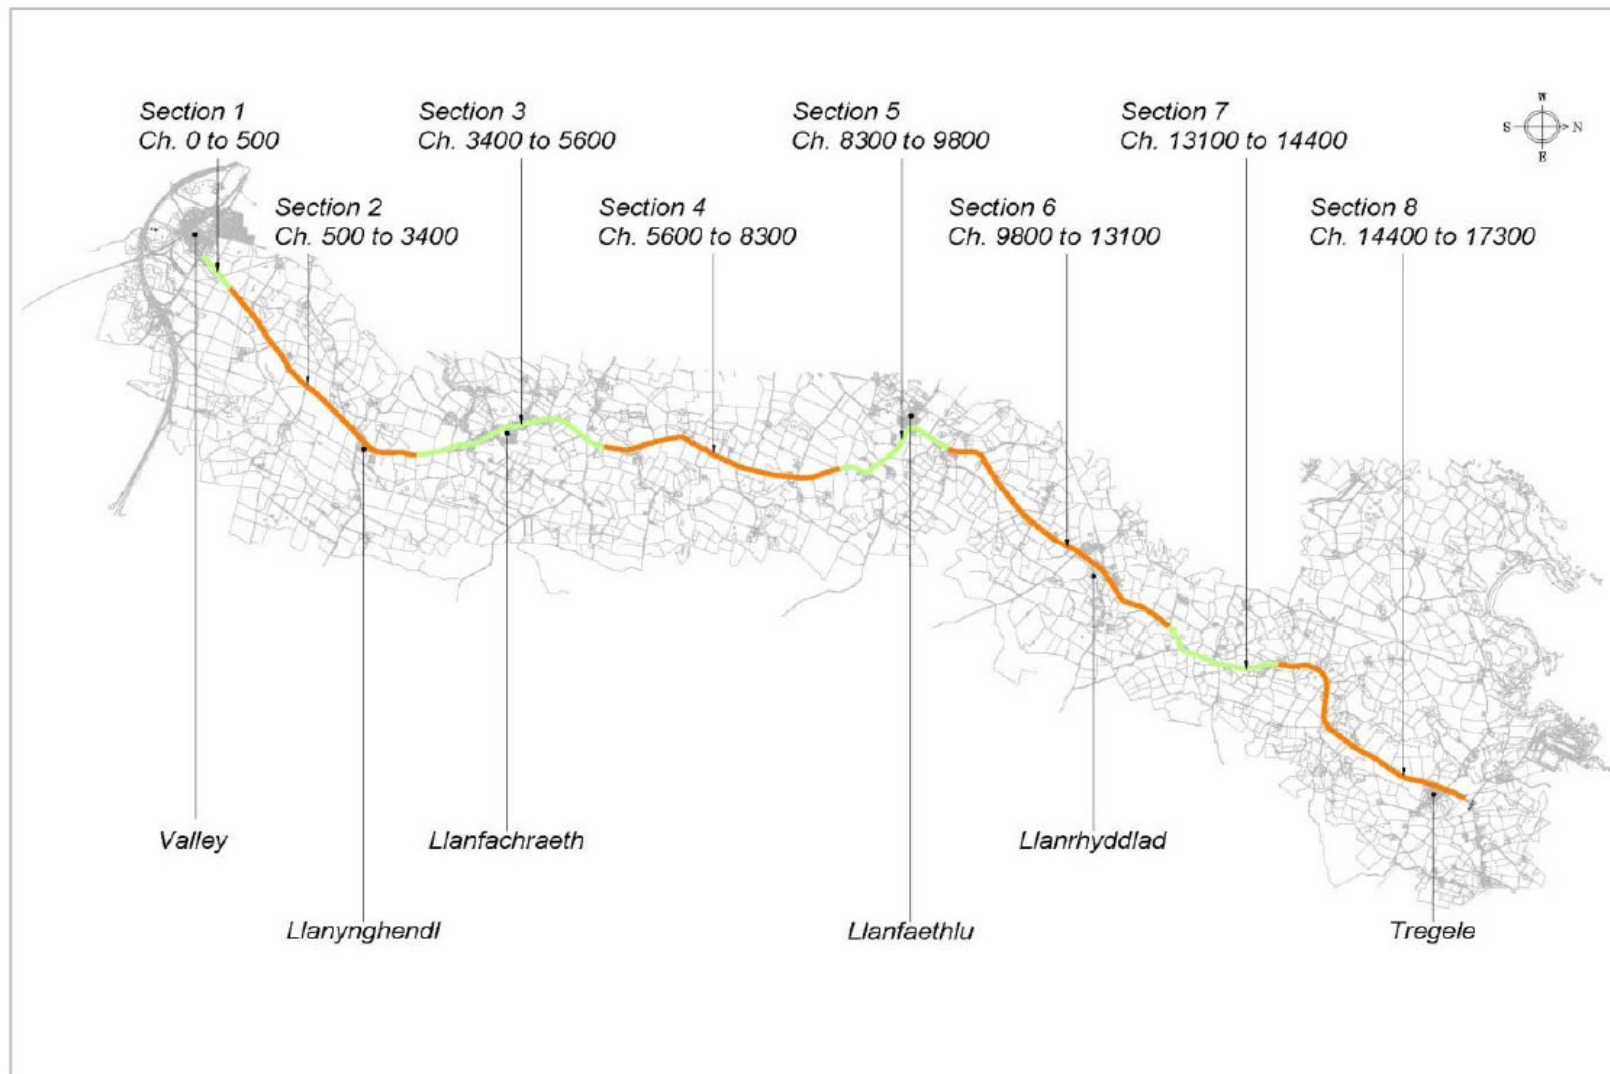 Section 1
Ch. 0 to 500
Section 3
Ch. 3400 to 5600
Section 5
Ch. 8300 to 9800
Section 7
Ch. 13100 to 14400
W
S N
E
Section 2
Ch. 500 to 3400
Section 4
Ch. 5600 to 8300
Section 6
Ch. 9800 to 13100
Section 8
Ch. 14400 to 17300
Valley
Llanfachraeth
Llanrhyddlad
Llanynghendl
Llanfaethlu
Tregele